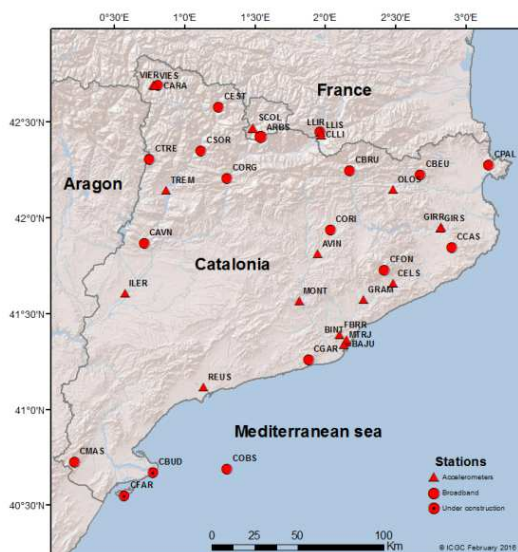 0°30'E 1°0'E 1°30'E 2°0'E 2°30'E 3°0'E
VIER VIES
CARA
CEST
France
42°30'N
SCOL
ARBS
LLIR
LLIS
CLLI
CTRE
CSOR
CPAL
CORG
CBRU
CBEU
Aragon
TREM
OLOS
42°0'N
CAVN
CORI
GIRR GIRS
CCAS
AVIN
Catalonia
CFON
CELS
ILER
MONT
GRAM
41°30'N
BINT
FBRR
MTRJ
BAJU
CGAR
REUS
41°0'N
Mediterranean sea
CMAS
CBUD
COBS
Stations
Accelerometers
CFAR
Broadband
40°30'N
Under construction
0 25 50 100
Km
© ICGC February 2016